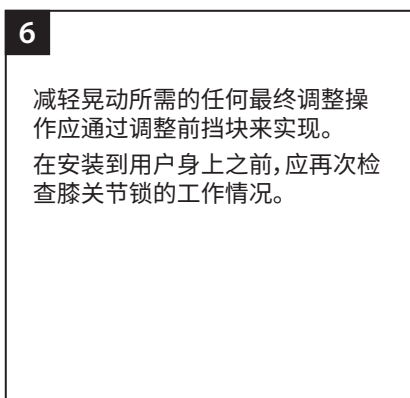 6
减轻晃动所需的任何最终调整操
作应通过调整前挡块来实现。
在安装到用户身上之前，应再次检
查膝关节锁的工作情况。